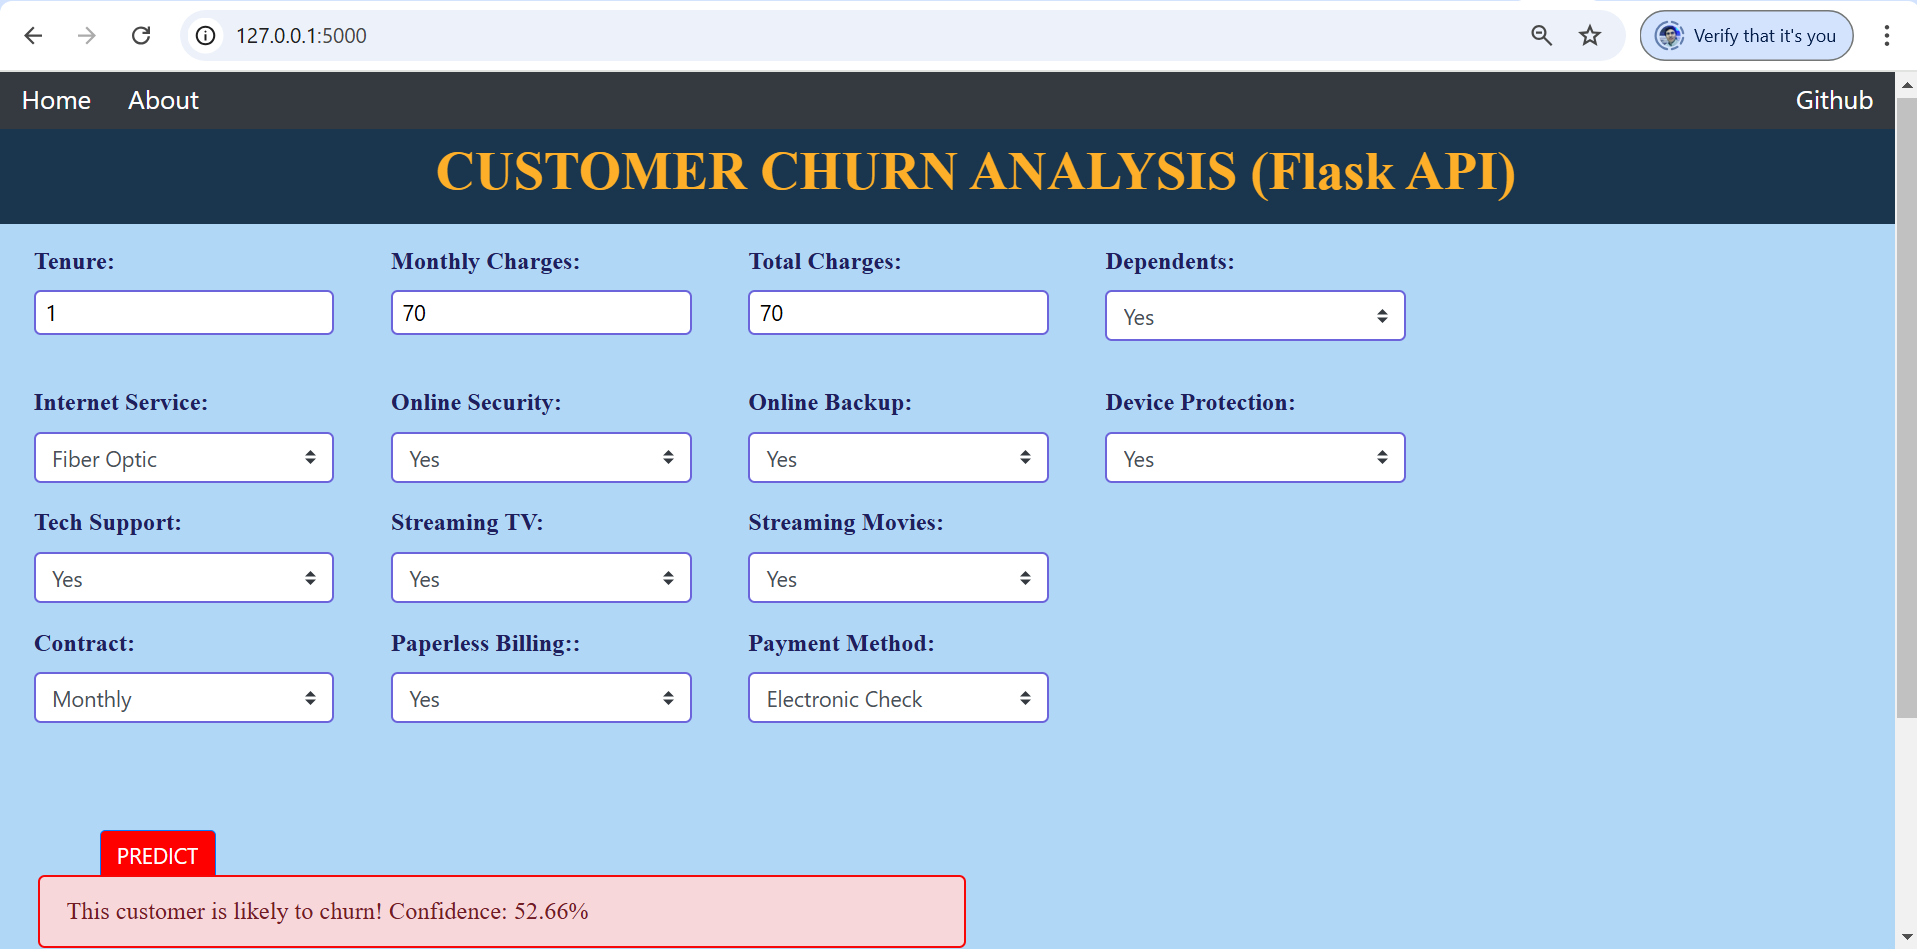 127.0.0.1:5000
Verify that it's you
Home About Github
CUSTOMER CHURN ANALYSIS (Flask API)
Tenure: Monthly Charges: Total Charges: Dependents:
1 70 70 Yes
Internet Service: Online Security: Online Backup: Device Protection:
Fiber Optic Yes Yes Yes
Tech Support: Streaming TV: Streaming Movies:
Yes Yes Yes
Contract: Paperless Billing:: Payment Method:
Monthly Yes Electronic Check
PREDICT
This customer is likely to churn! Confidence: 52.66%